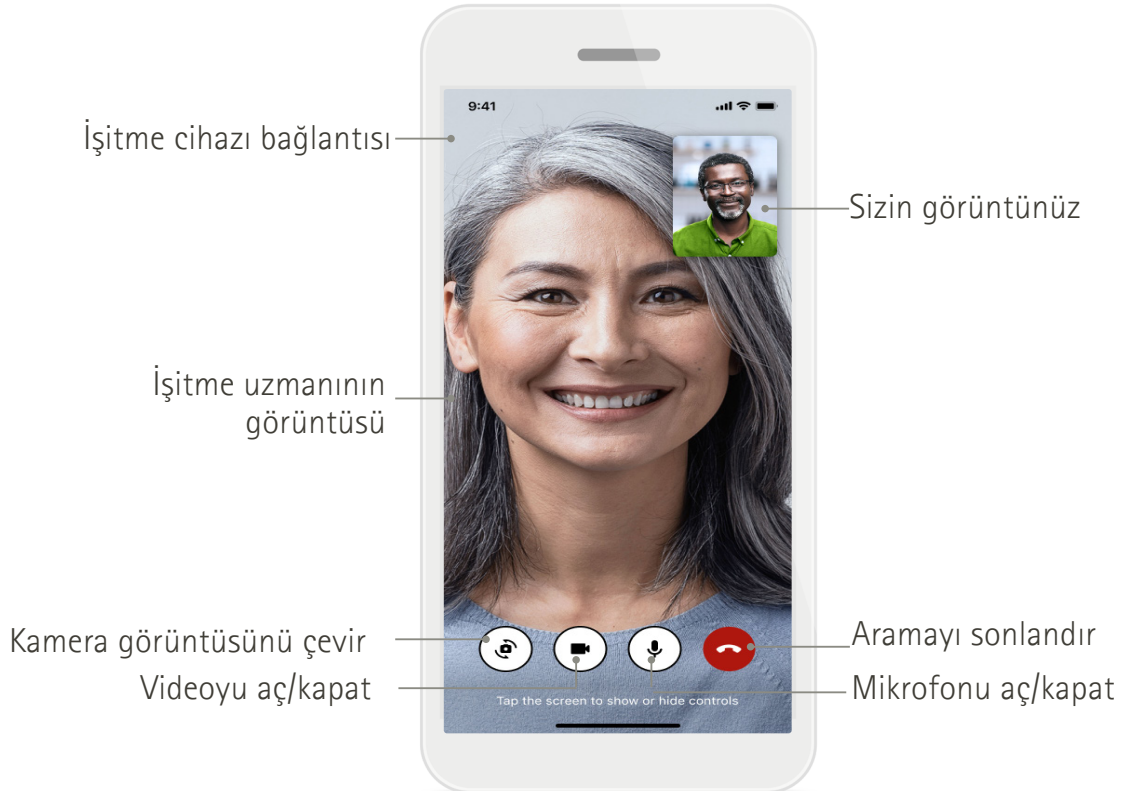 9:41
İşitme cihazı bağlantısı
Sizin görüntünüz
İşitme uzmanının
görüntüsü
Kamera görüntüsünü çevir
Aramayı sonlandır
Videoyu aç/kapat
Mikrofonu aç/kapat
Tap the screen to show or hide controls